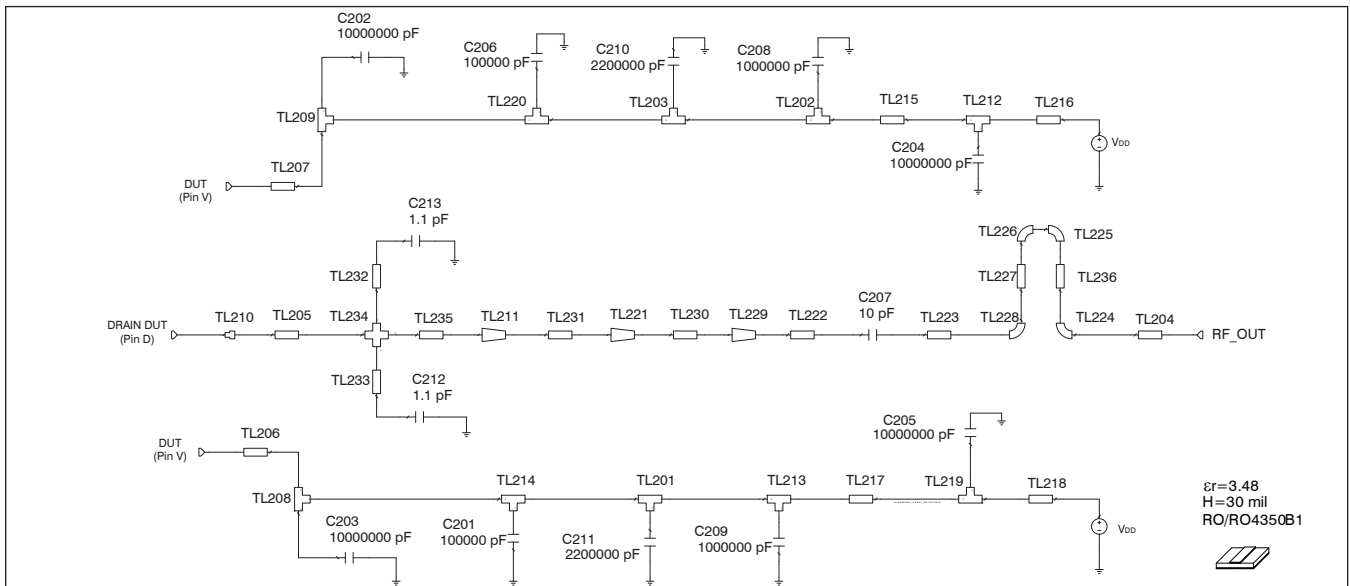 C202
10000000 pF
C206
100000 pF
C210
2200000 pF
C208
1000000 pF
TL209
TL220
TL203
TL202
TL215
TL212
TL216
C204
10000000 pF
VDD
TL207
DUT
(Pin V)
C213
1.1 pF
TL226
TL225
TL232
TL227
TL236
DRAIN DUT
(Pin D)
TL210
TL205
TL234
TL235
TL211
TL231
TL221
TL230
TL229
TL222
C207
10 pF
TL223
TL228
TL224
TL204
RF_OUT
TL233
C212
1.1 pF
DUT
(Pin V)
TL206
C205
10000000 pF
TL208
TL214
TL201
TL213
TL217
TL219
TL218
C203
10000000 pF
C201
100000 pF
C211
2200000 pF
C209
1000000 pF
VDD
εr=3.48
H=30 mil
RO/RO4350B1